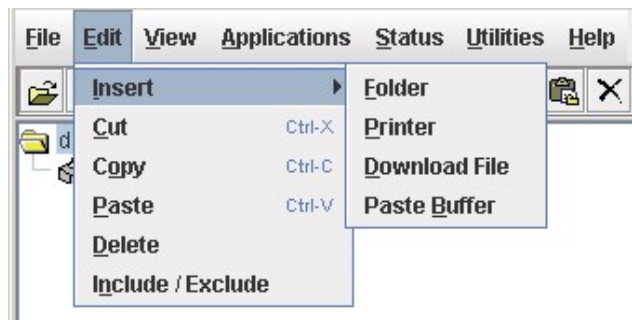 File Edit View Applications Status Utilities Help
Insert
Cut Ctrl-X
Copy Ctrl-C
Paste Ctrl-V
Delete
Include / Exclude
Folder
Printer
Download File
Paste Buffer
d